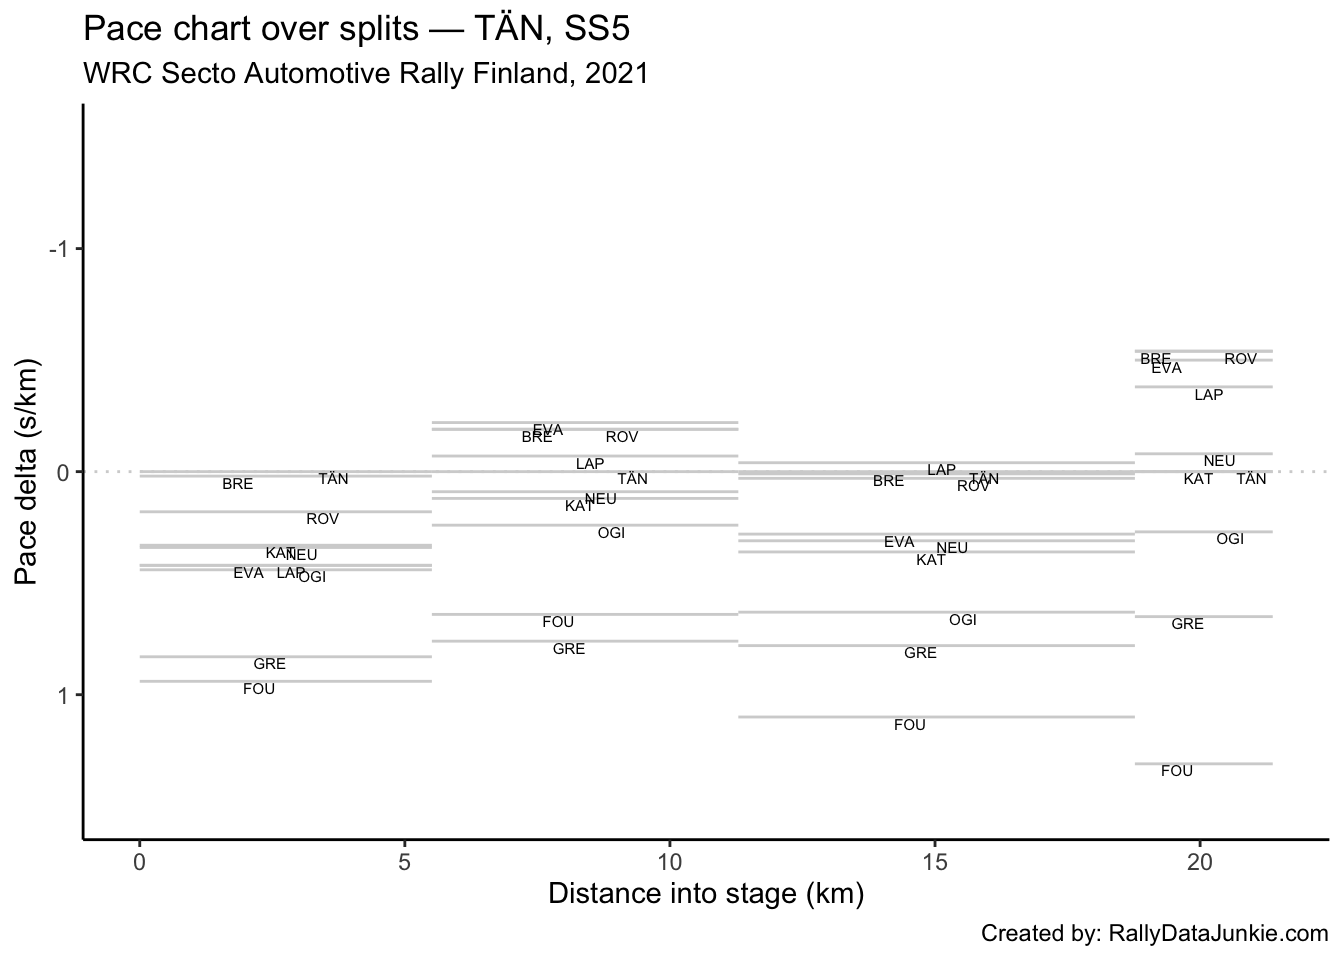 Pace chart over splits — TÄN, SS5
WRC Secto Automotive Rally Finland, 2021
Pace delta (s/km)
-1
0
1
BRE
TÄN
ROV
KAT
NEU
EVA
LAP
OGI
GRE
FOU
EVA
BRE
ROV
LAP
TÄN
NEU
KAT
OGI
FOU
GRE
LAP
BRE
TÄN
ROV
EVA
NEU
KAT
OGI
GRE
FOU
BRE
ROV
EVA
LAP
NEU
KAT
TÄN
OGI
GRE
FOU
0 5 10 15 20
Distance into stage (km)
Created by: RallyDataJunkie.com